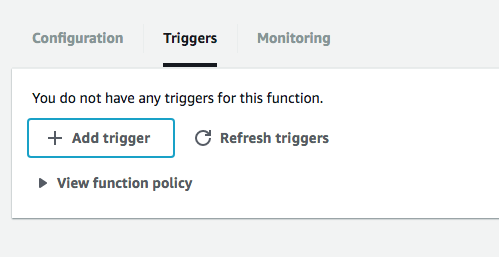 Configuration Triggers Monitoring
You do not have any triggers for this function.
Add trigger Refresh triggers
View function policy